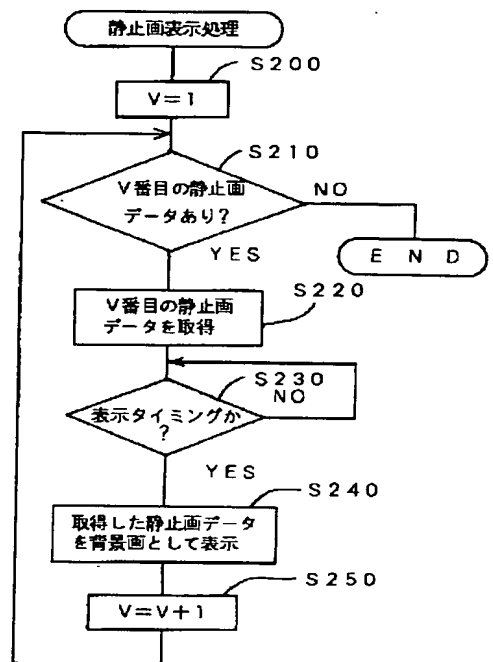 静止画表示処理
S200
V=1
S210
V番目の静止画
データあり?
NO
YES
END
S220
V番目の静止画
データを取得
S230
NO
表示タイミングか
?
YES
S240
取得した静止画データ
を背景画として表示
S250
V=V+1